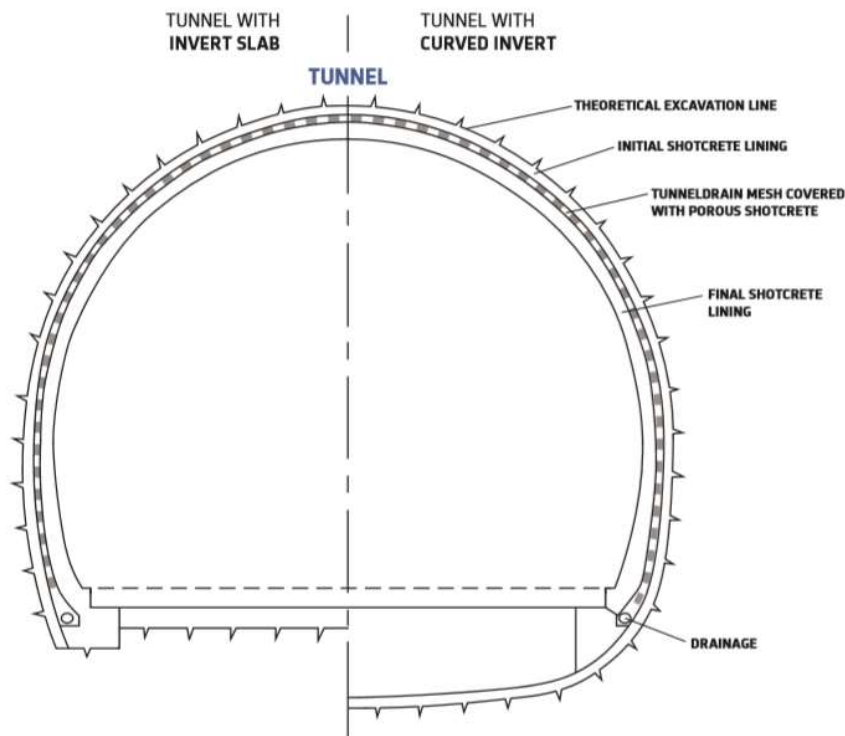 TUNNEL WITH
INVERT SLAB
TUNNEL WITH
CURVED INVERT
TUNNEL
THEORETICAL EXCAVATION LINE
INITIAL SHOTCRETE LINING
TUNNELDRAIN MESH COVERED
WITH POROUS SHOTCRETE
FINAL SHOTCRETE
LINING
DRAINAGE